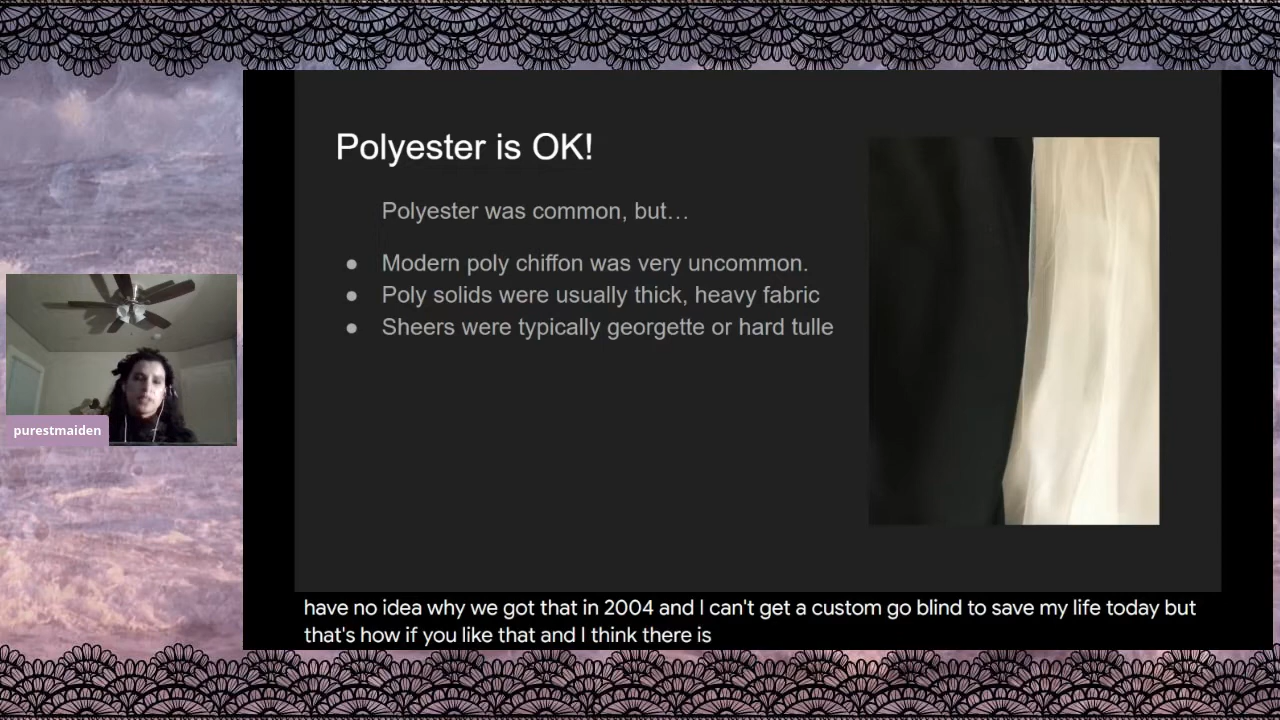 Polyester is OK!
Polyester was common, but…
● Modern poly chiffon was very uncommon.
● Poly solids were usually thick, heavy fabric
● Sheers were typically georgette or hard tulle
purestmaiden
have no idea why we got that in 2004 and I can't get a custom go blind to save my life today but
that's how if you like that and I think there is